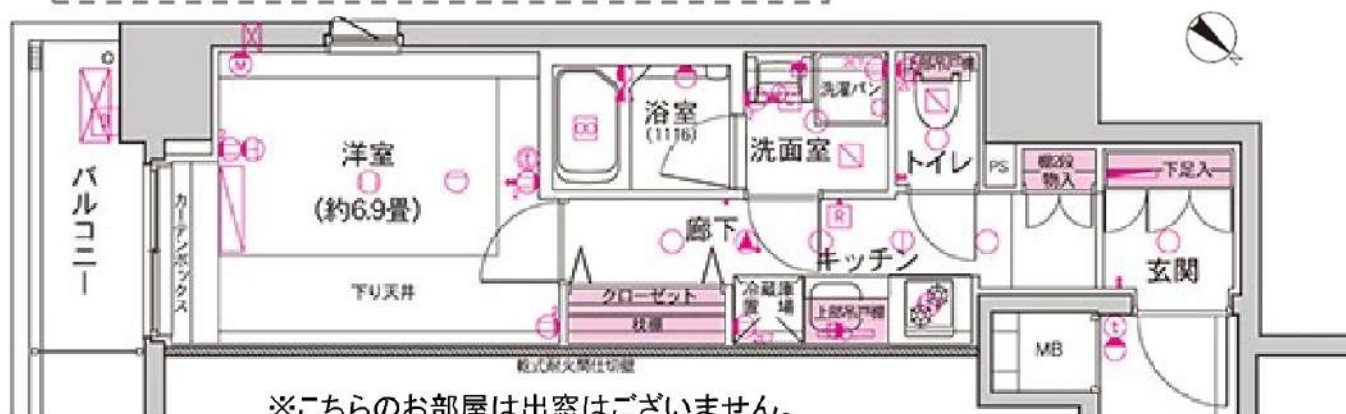 バルコニー
カーテンボックス
洋室
(約6.9畳)
下り天井
浴室
(1116)
洗面室
洗濯パン
上部吊戸棚
トイレ
PS
棚2段
物入
下足入
玄関
廊下
R
キッチン
クローゼット
枕棚
冷蔵庫
置場
上部吊戸棚
MB
乾式耐火間仕切壁
M
t
t
N
※こちらのお部屋は出窓はございません。